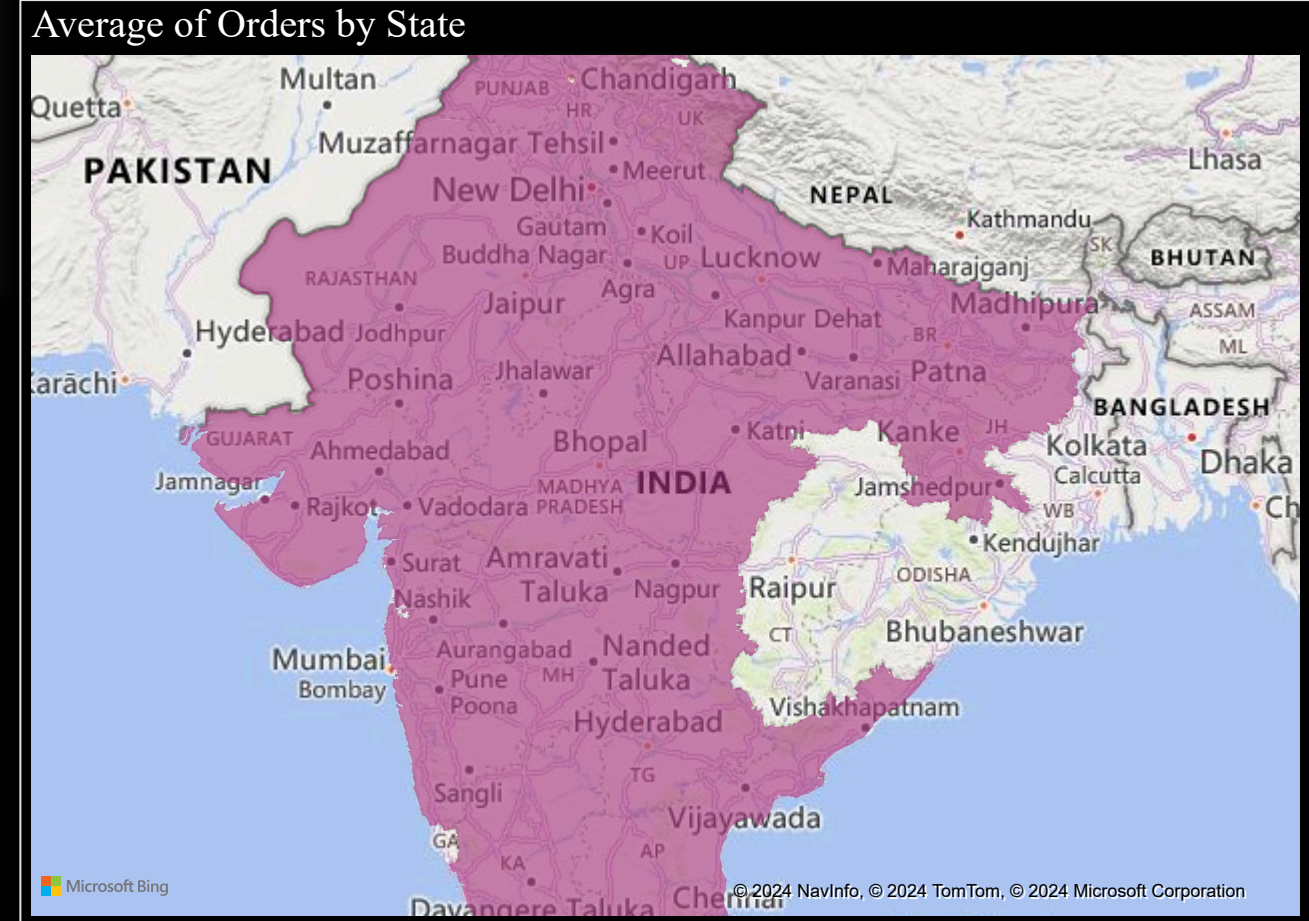 Average of Orders by State
Multan
PUNJAB
Chandigarh
Quetta
HR
UK
Muzaffarnagar Tehsil
PAKISTAN
Meerut
Lhasa
New Delhi
NEPAL
Kathmandu
Gautam
Buddha Nagar
Koil
SK
BHUTAN
UP
Lucknow
Maharajganj
RAJASTHAN
Agra
Jaipur
Madhipura
ASSAM
Hyderabad
Jodhpur
Kanpur Dehat
BR
ML
Allahabad
Karāchi
Poshina
Jhalawar
Varanasi
Patna
BANGLADESH
GUJARAT
Ahmedabad
Bhopal
Katni
Kanke
JH
Kolkata
Calcutta
Dhaka
Jamnagar
MADHYA
PRADESH
INDIA
Jamshedpur
Rajkot
Vadodara
WB
Ch
Kendujhar
Surat
Amravati
Taluka
Nagpur
Raipur
ODISHA
Nashik
CT
Bhubaneshwar
Mumbai
Bombay
Aurangabad
Nanded
Taluka
Pune
Poona
MH
Vishakhapatnam
Hyderabad
TG
Sangli
Vijayawada
GA
KA
AP
Microsoft Bing
Davangere Taluka
Chennai
© 2024 NavInfo, © 2024 TomTom, © 2024 Microsoft Corporation